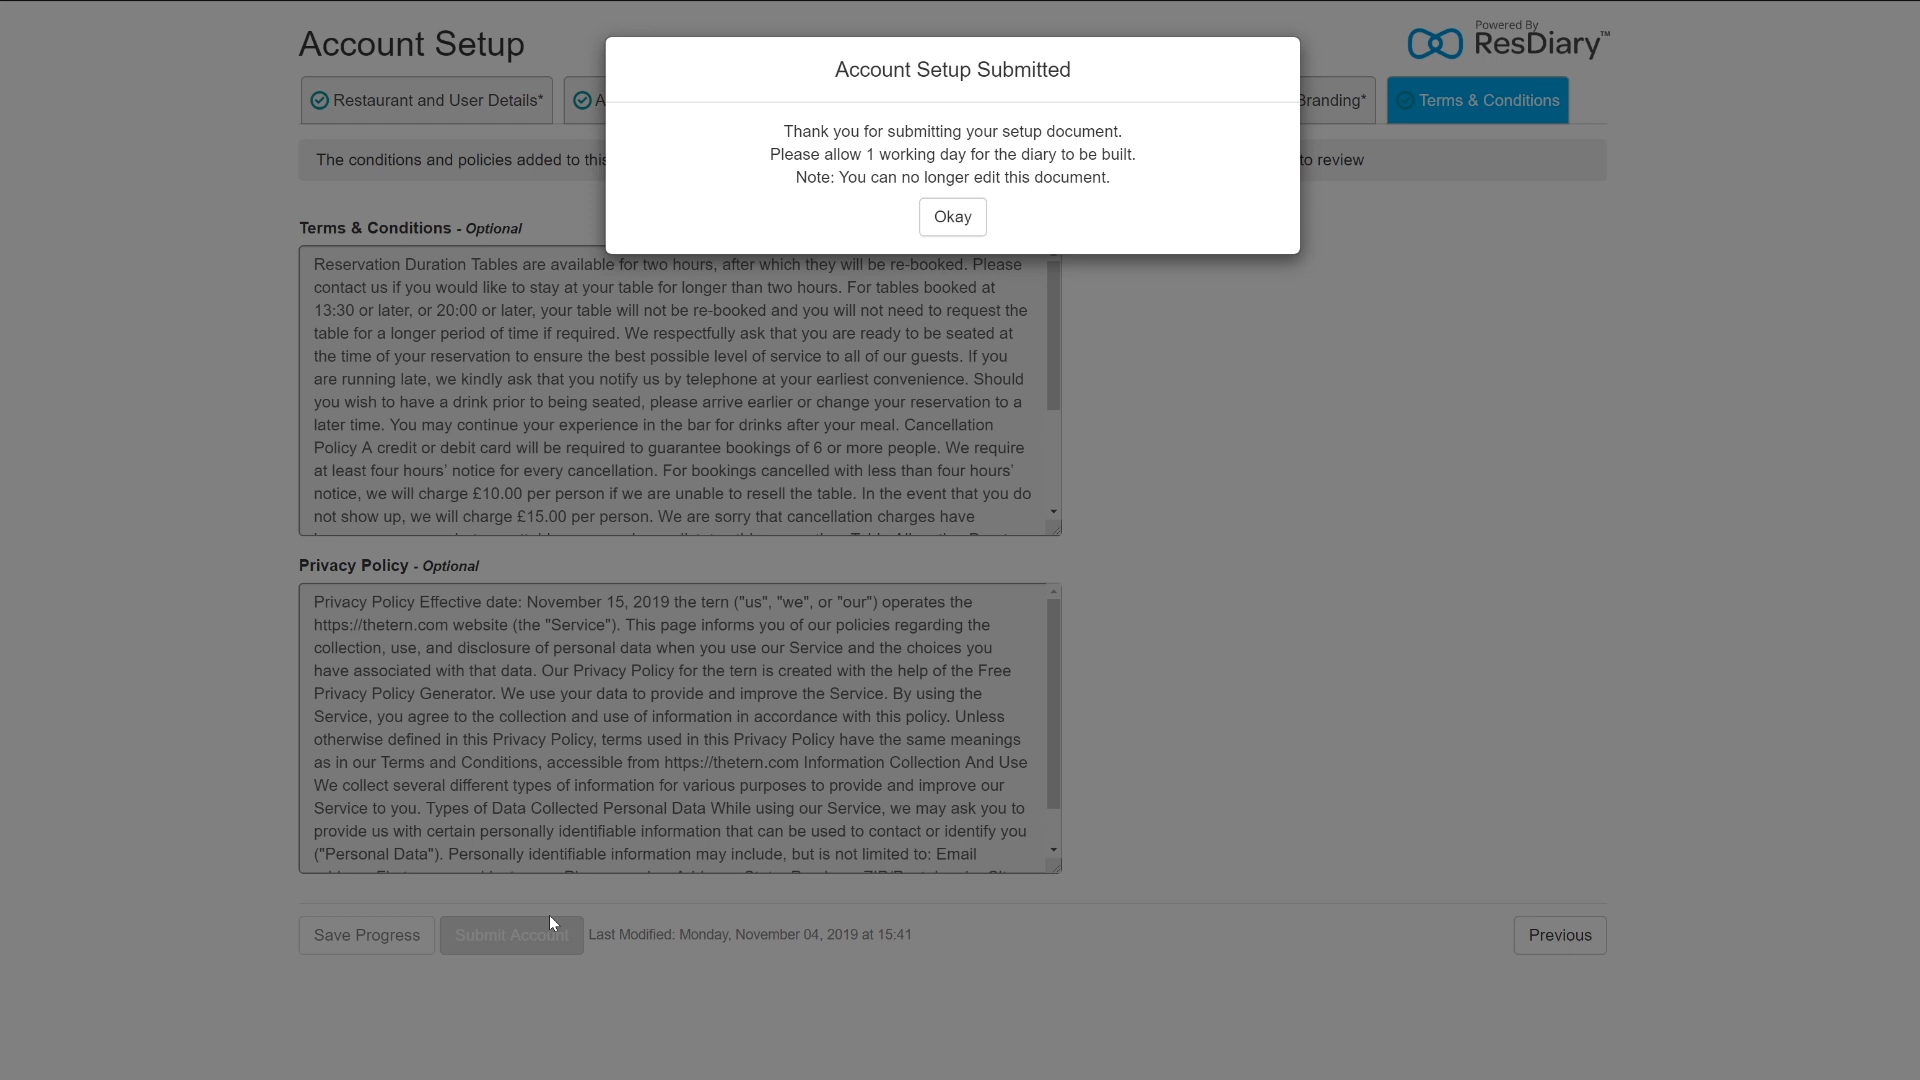 Account Setup
Powered By
ResDiary™
Account Setup Submitted
Thank you for submitting your setup document.
Please allow 1 working day for the diary to be built.
Note: You can no longer edit this document.
Okay
Restaurant and User Details*
Branding*
Terms & Conditions
The conditions and policies added to this
to review
Terms & Conditions - Optional
Reservation Duration Tables are available for two hours, after which they will be re-booked. Please
contact us if you would like to stay at your table for longer than two hours. For tables booked at
13:30 or later, or 20:00 or later, your table will not be re-booked and you will not need to request the
table for a longer period of time if required. We respectfully ask that you are ready to be seated at
the time of your reservation to ensure the best possible level of service to all of our guests. If you
are running late, we kindly ask that you notify us by telephone at your earliest convenience. Should
you wish to have a drink prior to being seated, please arrive earlier or change your reservation to a
later time. You may continue your experience in the bar for drinks after your meal. Cancellation
Policy A credit or debit card will be required to guarantee bookings of 6 or more people. We require
at least four hours' notice for every cancellation. For bookings cancelled with less than four hours'
notice, we will charge £10.00 per person if we are unable to resell the table. In the event that you do
not show up, we will charge £15.00 per person. We are sorry that cancellation charges have
Privacy Policy - Optional
Privacy Policy Effective date: November 15, 2019 the tern ("us", "we", or "our") operates the
https://thetern.com website (the "Service"). This page informs you of our policies regarding the
collection, use, and disclosure of personal data when you use our Service and the choices you
have associated with that data. Our Privacy Policy for the tern is created with the help of the Free
Privacy Policy Generator. We use your data to provide and improve the Service. By using the
Service, you agree to the collection and use of information in accordance with this policy. Unless
otherwise defined in this Privacy Policy, terms used in this Privacy Policy have the same meanings
as in our Terms and Conditions, accessible from https://thetern.com Information Collection And Use
We collect several different types of information for various purposes to provide and improve our
Service to you. Types of Data Collected Personal Data While using our Service, we may ask you to
provide us with certain personally identifiable information that can be used to contact or identify you
("Personal Data"). Personally identifiable information may include, but is not limited to: Email
Save Progress
Submit Account
Last Modified: Monday, November 04, 2019 at 15:41
Previous